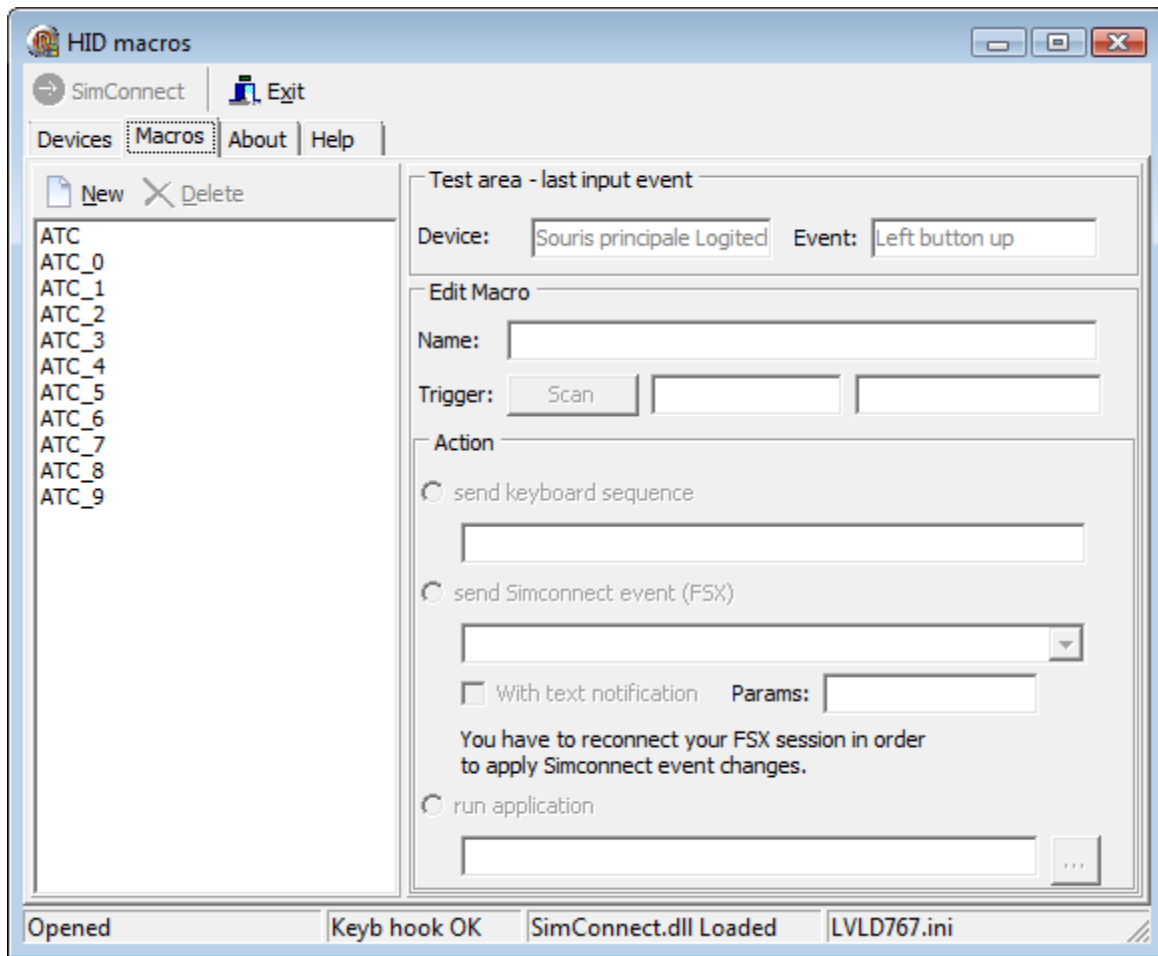 HID macros
SimConnect Exit
Devices Macros About Help
New Delete
ATC
ATC_0
ATC_1
ATC_2
ATC_3
ATC_4
ATC_5
ATC_6
ATC_7
ATC_8
ATC_9
Test area - last input event
Device: Souris principale Logitecl Event: Left button up
Edit Macro
Name:
Trigger: Scan
Action
send keyboard sequence
send Simconnect event (FSX)
With text notification Params:
You have to reconnect your FSX session in order
to apply Simconnect event changes.
run application
...
Opened Keyb hook OK SimConnect.dll Loaded LVLD767.ini